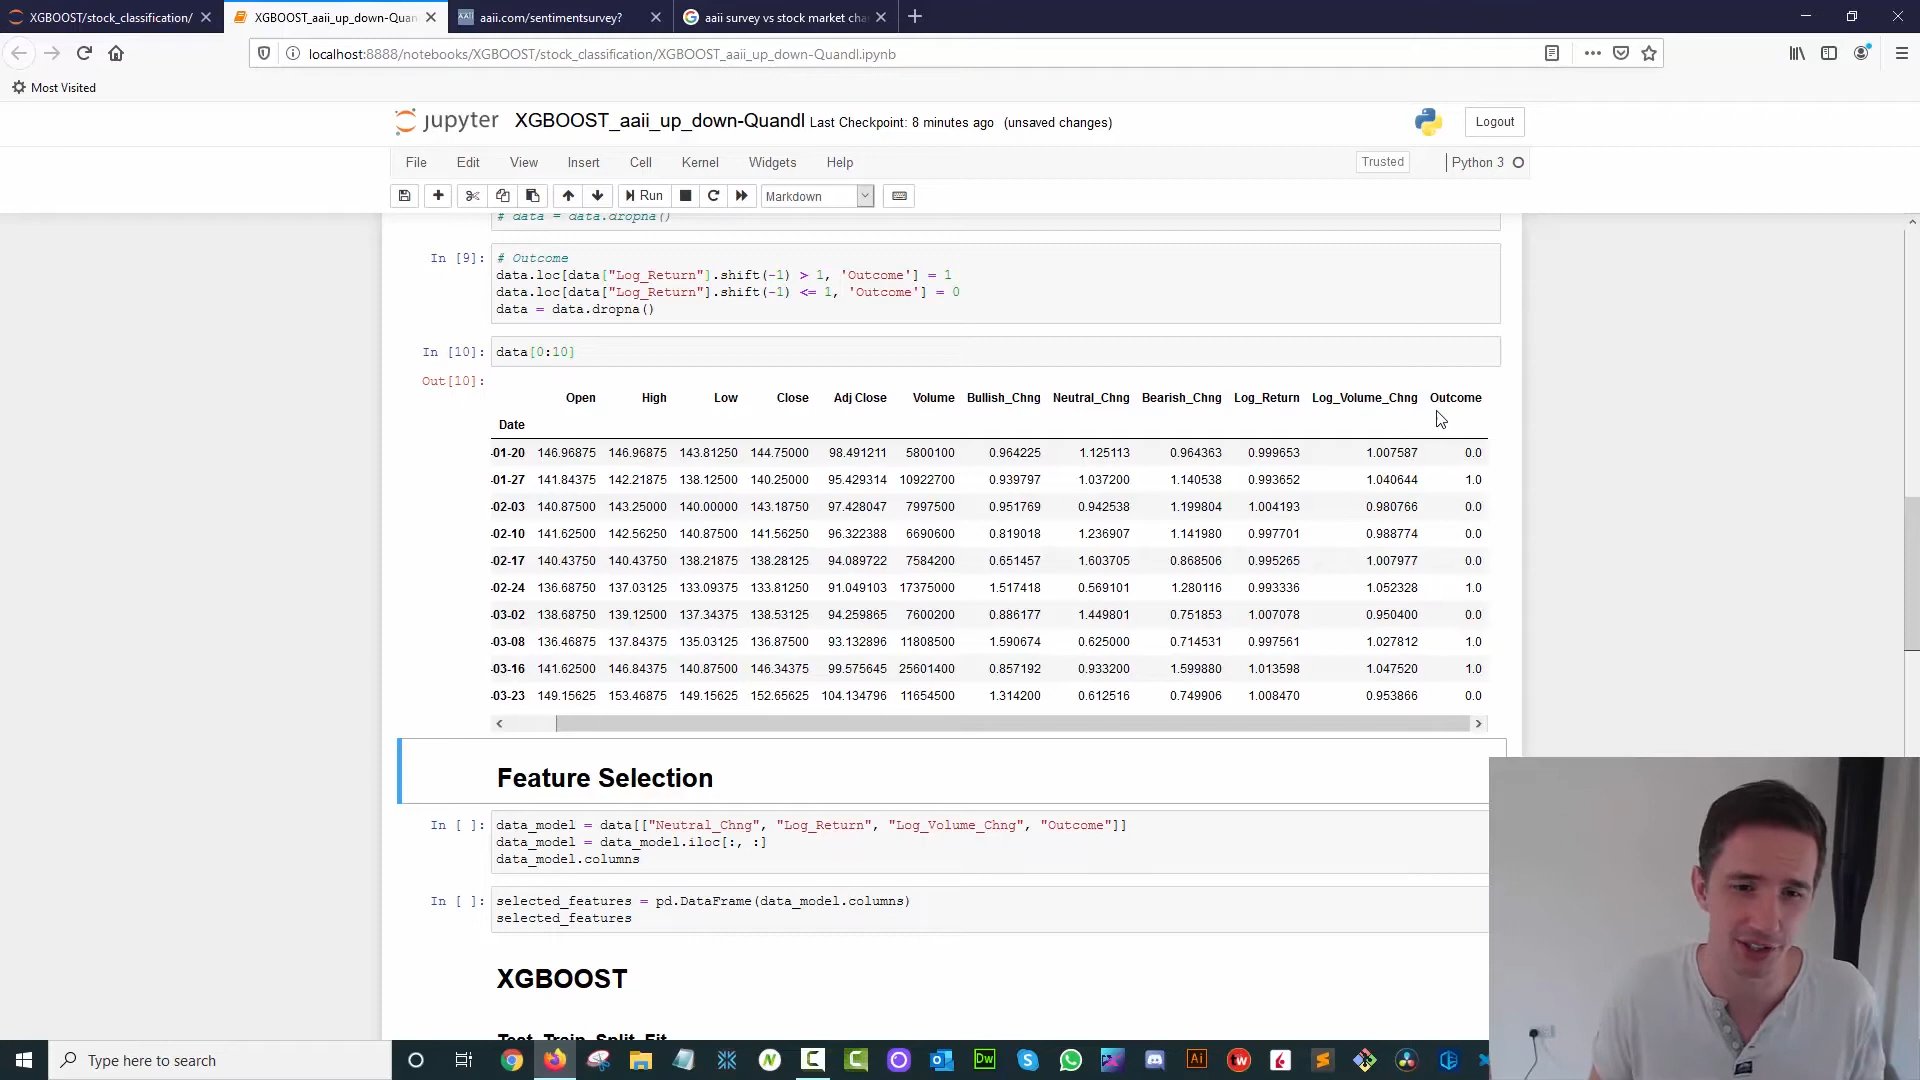 XGBOOST/stock_classification/
XGBOOST_aaii_up_down-Quan
AAII
aaii.com/sentimentsurvey?
aaii survey vs stock market cha
localhost:8888/notebooks/XGBOOST/stock_classification/XGBOOST_aaii_up_down-Quandl.ipynb
Most Visited
jupyter XGBOOST_aaii_up_down-Quandl Last Checkpoint: 8 minutes ago (unsaved changes)
Logout
File Edit View Insert Cell Kernel Widgets Help
Trusted
Python 3
Run
Markdown
# data = data.dropna()
In [9]:
# Outcome
data.loc[data["Log_Return"].shift(-1) > 1, 'Outcome'] = 1
data.loc[data["Log_Return"].shift(-1) <= 1, 'Outcome'] = 0
data = data.dropna()
In [10]: data[0:10]
Out[10]:
Open High Low Close Adj Close Volume Bullish_Chng Neutral_Chng Bearish_Chng Log_Return Log_Volume_Chng Outcome
Date
-01-20 146.96875 146.96875 143.81250 144.75000 98.491211 5800100 0.964225 1.125113 0.964363 0.999653 1.007587 0.0
-01-27 141.84375 142.21875 138.12500 140.25000 95.429314 10922700 0.939797 1.037200 1.140538 0.993652 1.040644 1.0
-02-03 140.87500 143.25000 140.00000 143.18750 97.428047 7997500 0.951769 0.942538 1.199804 1.004193 0.980766 0.0
-02-10 141.62500 142.56250 140.87500 141.56250 96.322388 6690600 0.819018 1.236907 1.141980 0.997701 0.988774 0.0
-02-17 140.43750 140.43750 138.21875 138.28125 94.089722 7584200 0.651457 1.603705 0.868506 0.995265 1.007977 0.0
-02-24 136.68750 137.03125 133.09375 133.81250 91.049103 17375000 1.517418 0.569101 1.280116 0.993336 1.052328 1.0
-03-02 138.68750 139.12500 137.34375 138.53125 94.259865 7600200 0.886177 1.449801 0.751853 1.007078 0.950400 0.0
-03-08 136.46875 137.84375 135.03125 136.87500 93.132896 11808500 1.590674 0.625000 0.714531 0.997561 1.027812 1.0
-03-16 141.62500 146.84375 140.87500 146.34375 99.575645 25601400 0.857192 0.933200 1.599880 1.013598 1.047520 1.0
-03-23 149.15625 153.46875 149.15625 152.65625 104.134796 11654500 1.314200 0.612516 0.749906 1.008470 0.953866 0.0
Feature Selection
In [ ]:
data_model = data[["Neutral_Chng", "Log_Return", "Log_Volume_Chng", "Outcome"]]
data_model = data_model.iloc[:, :]
data_model.columns
In [ ]:
selected_features = pd.DataFrame(data_model.columns)
selected_features
XGBOOST
Test, Train, Split, Fit
Type here to search
Dw
Ai